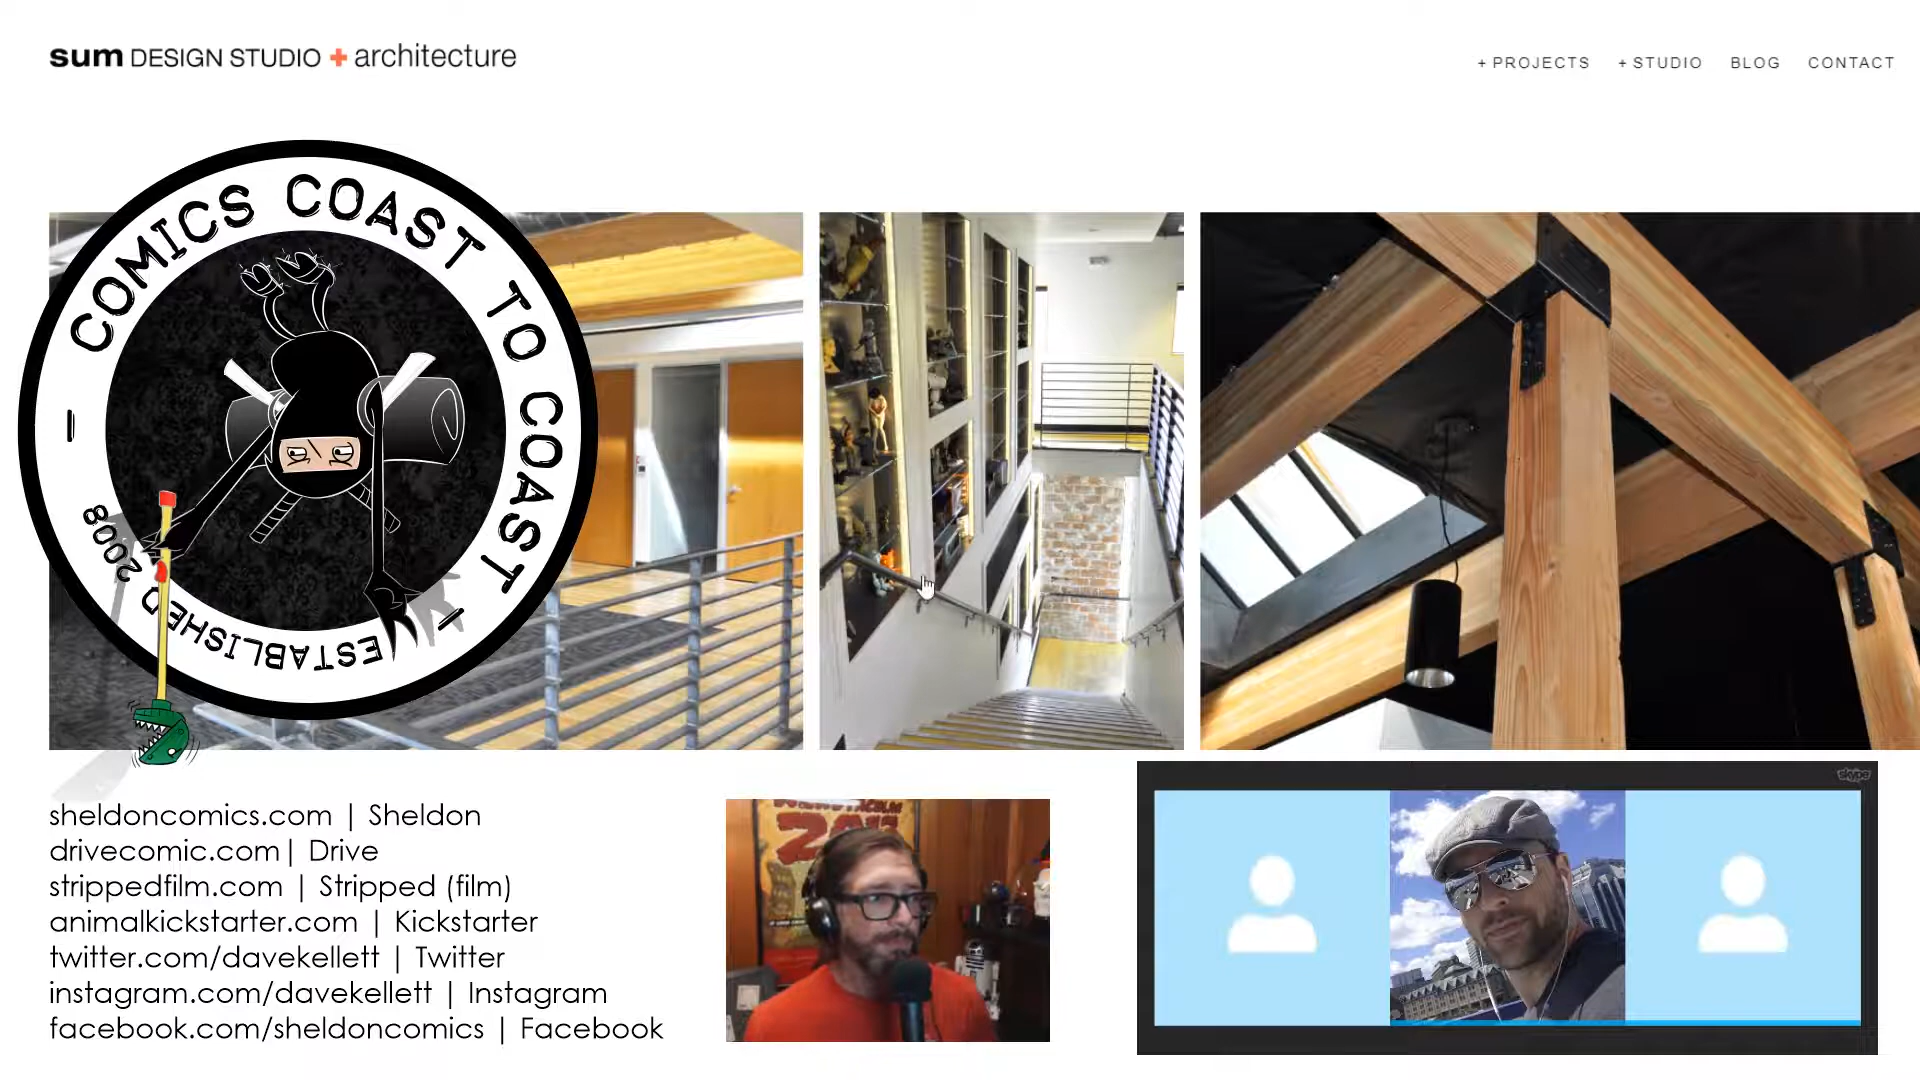 sum DESIGN STUDIO + architecture
+ PROJECTS + STUDIO BLOG CONTACT
– COMICS COAST TO COAST –
ESTABLISHED 2008
sheldoncomics.com | Sheldon
drivecomic.com| Drive
strippedfilm.com | Stripped (film)
animalkickstarter.com | Kickstarter
twitter.com/davekellett | Twitter
instagram.com/davekellett | Instagram
facebook.com/sheldoncomics | Facebook
skype